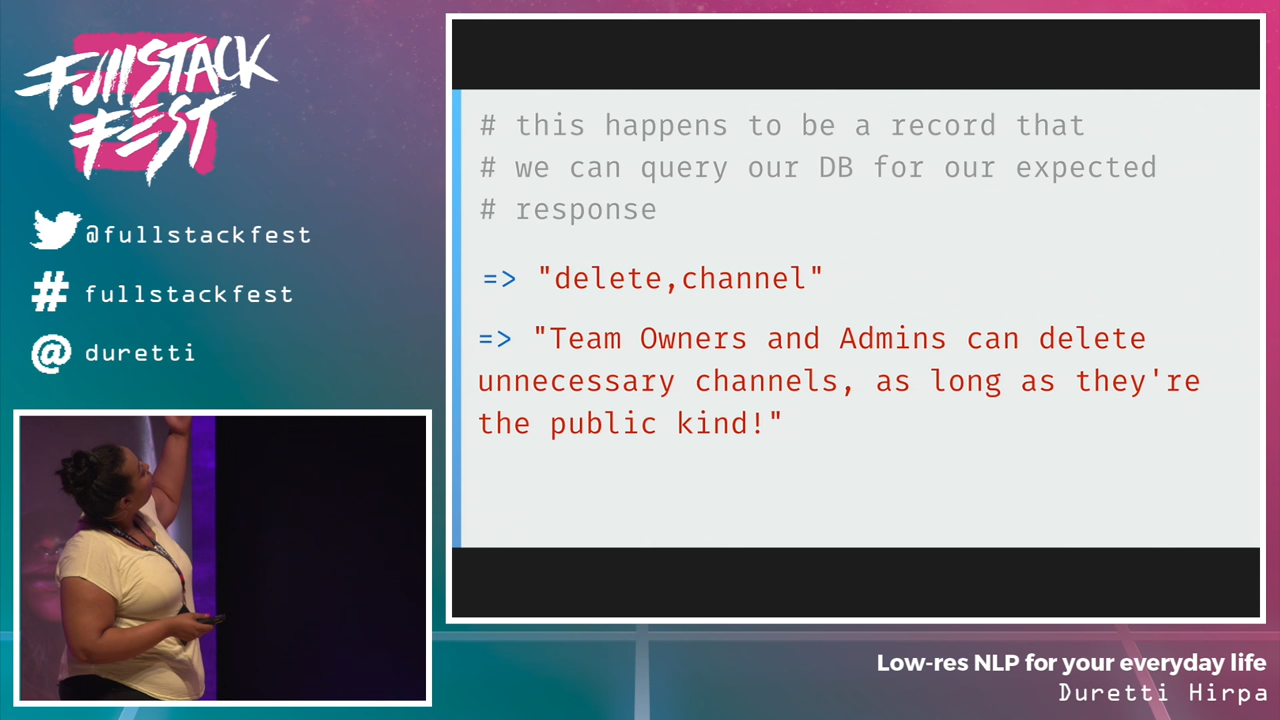 FullSTACK
FEST
@fullstackfest
# fullstackfest
@ duretti
# this happens to be a record that
# we can query our DB for our expected
# response
=> "delete,channel"
=> "Team Owners and Admins can delete
unnecessary channels, as long as they're
the public kind!"
Low-res NLP for your everyday life
Duretti Hirpa